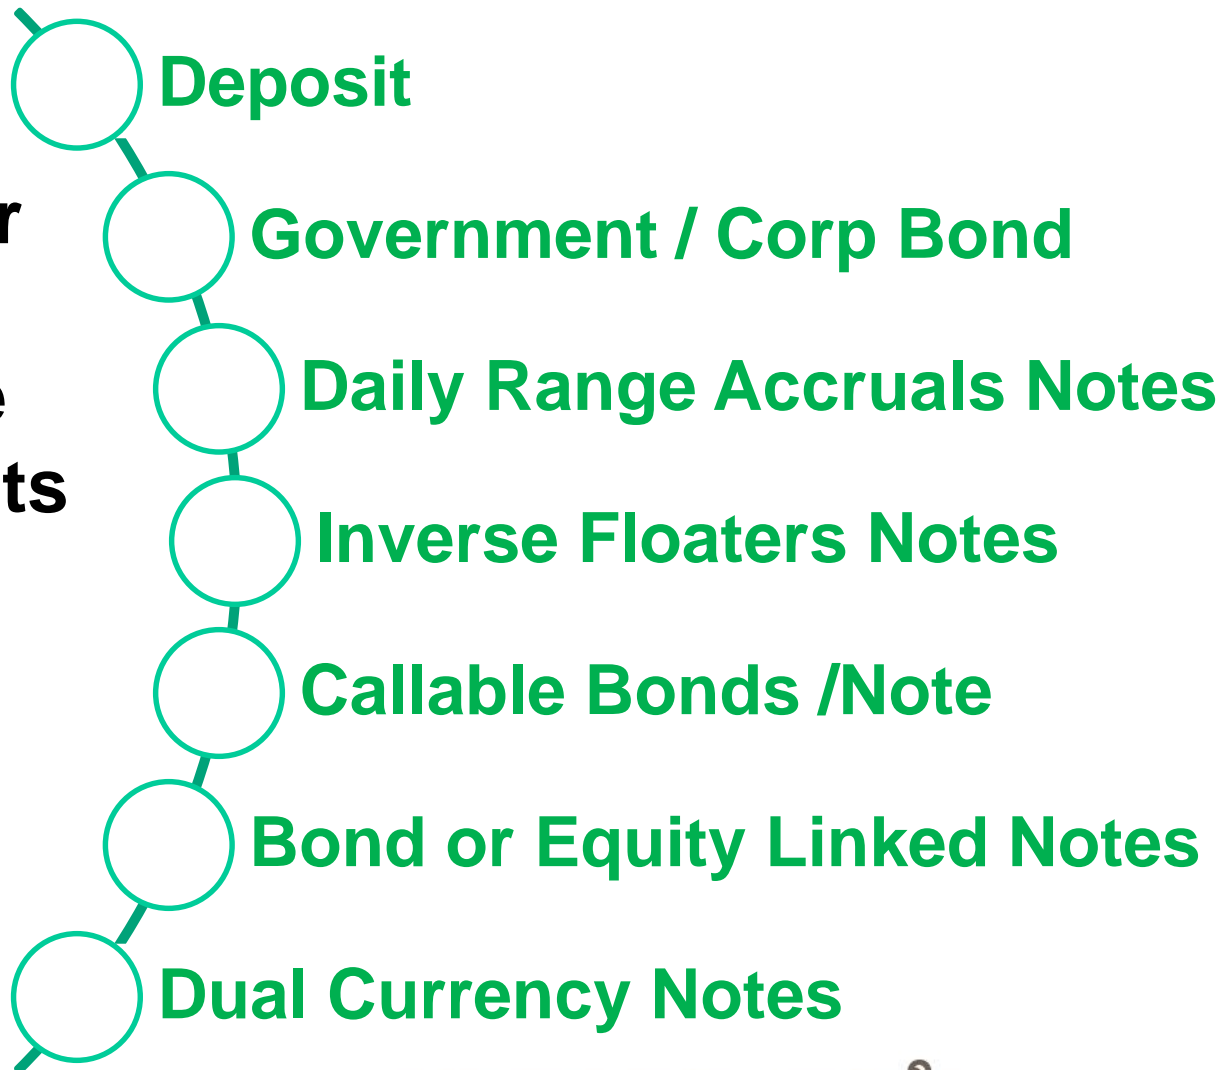 Deposit
Government / Corp Bond
Daily Range Accruals Notes
Inverse Floaters Notes
Callable Bonds /Note
Bond or Equity Linked Notes
Dual Currency Notes
r
e
ts